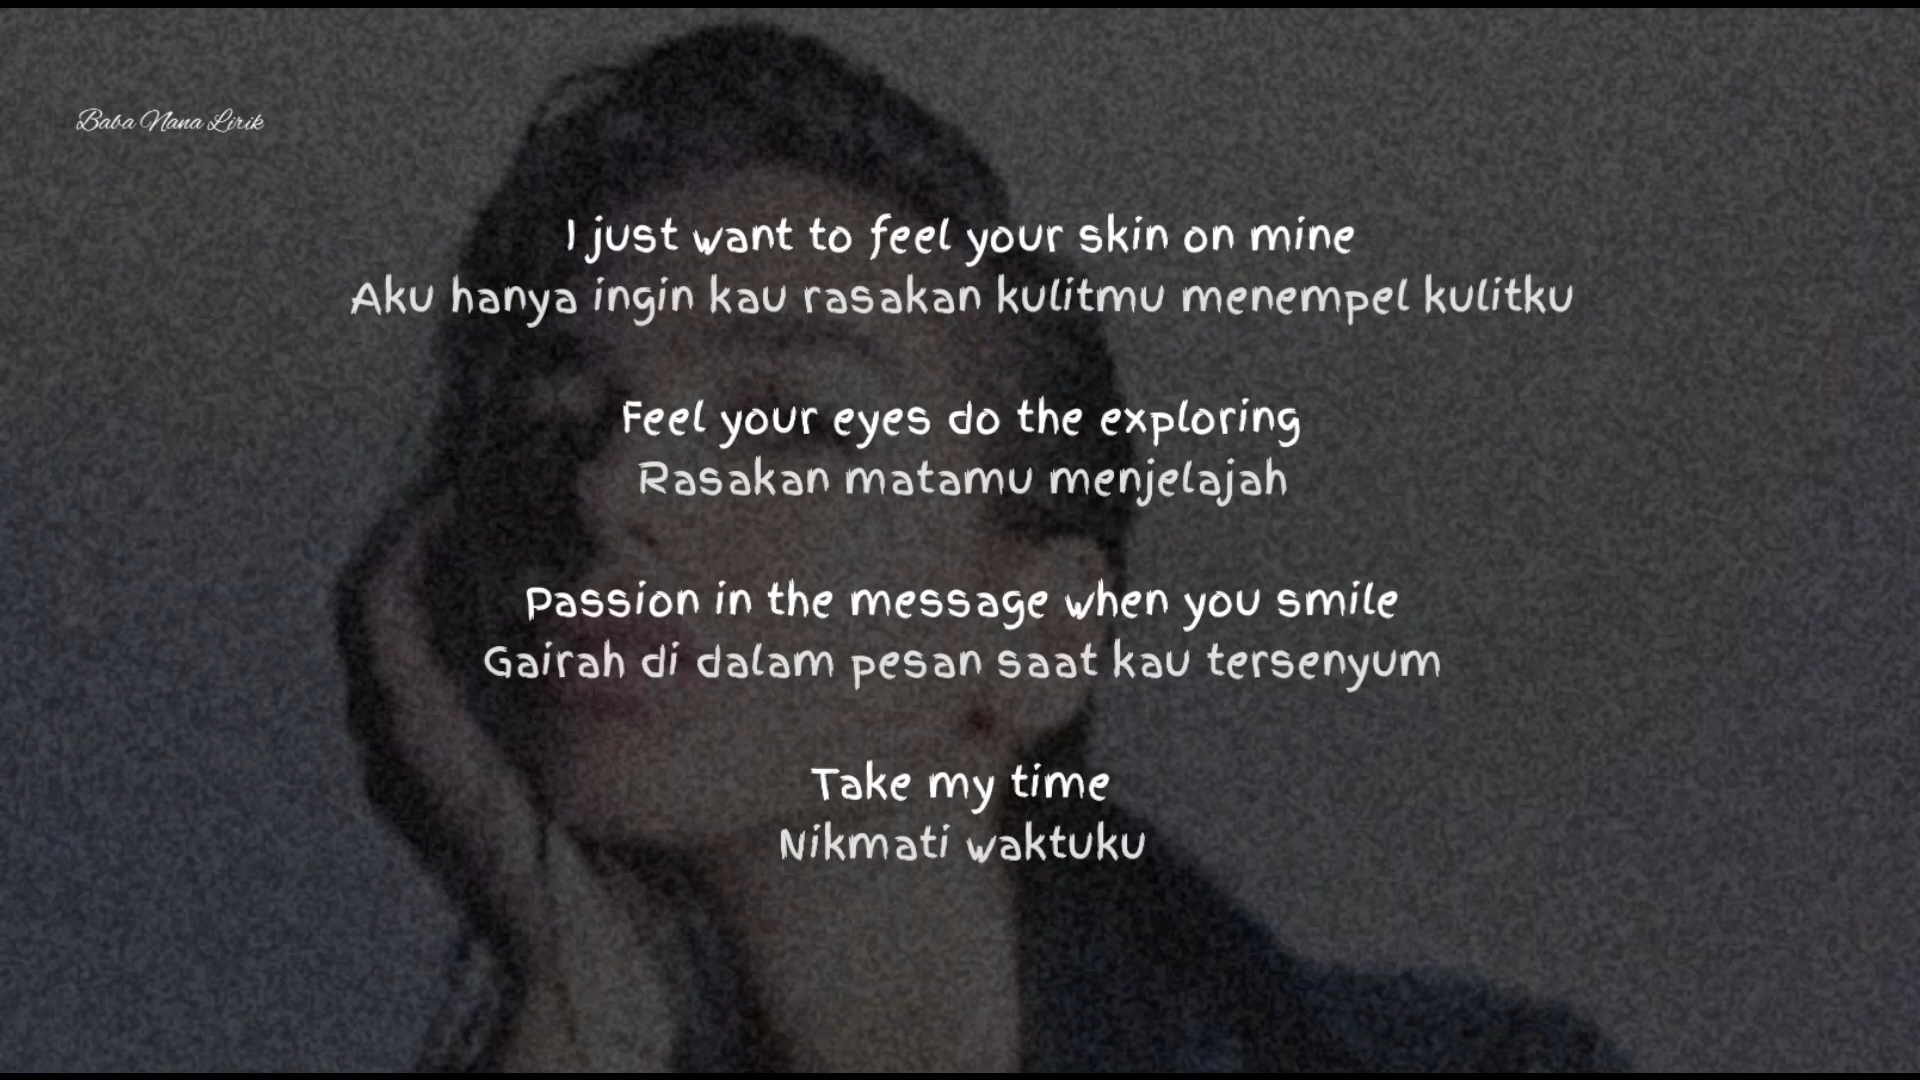 Baba Nana Lirik
I just want to feel your skin on mine
Aku hanya ingin kau rasakan kulitmu menempel kulitku
Feel your eyes do the exploring
Rasakan matamu menjelajah
Passion in the message when you smile
Gairah di dalam pesan saat kau tersenyum
Take my time
Nikmati waktuku